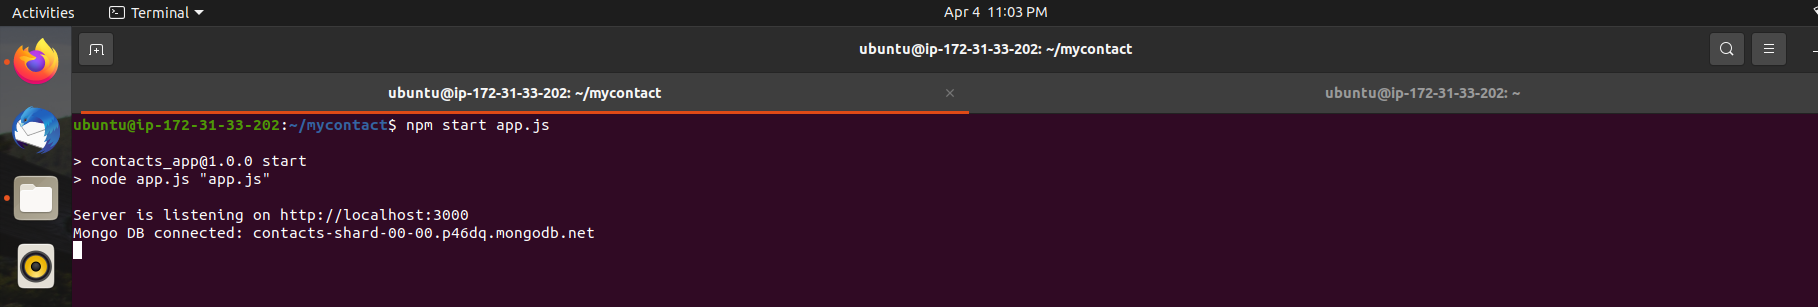 Activities
Terminal
Apr 4 11:03 PM
ubuntu@ip-172-31-33-202: ~/mycontact
ubuntu@ip-172-31-33-202: ~/mycontact
ubuntu@ip-172-31-33-202: ~
ubuntu@ip-172-31-33-202:~/mycontact$ npm start app.js
> contacts_app@1.0.0 start
> node app.js "app.js"
Server is listening on http://localhost:3000
Mongo DB connected: contacts-shard-00-00.p46dq.mongodb.net